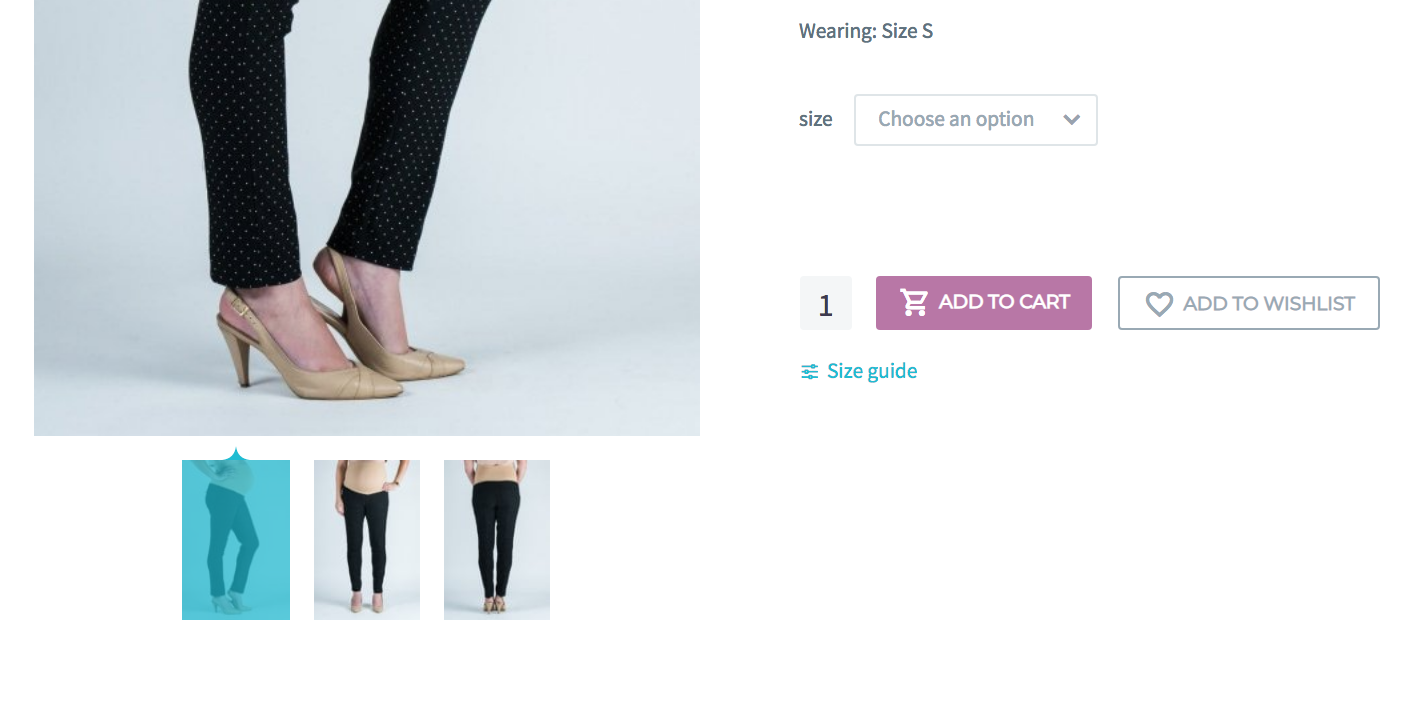 Wearing: Size S
size Choose an option
1 ADD TO CART ADD TO WISHLIST
Size guide